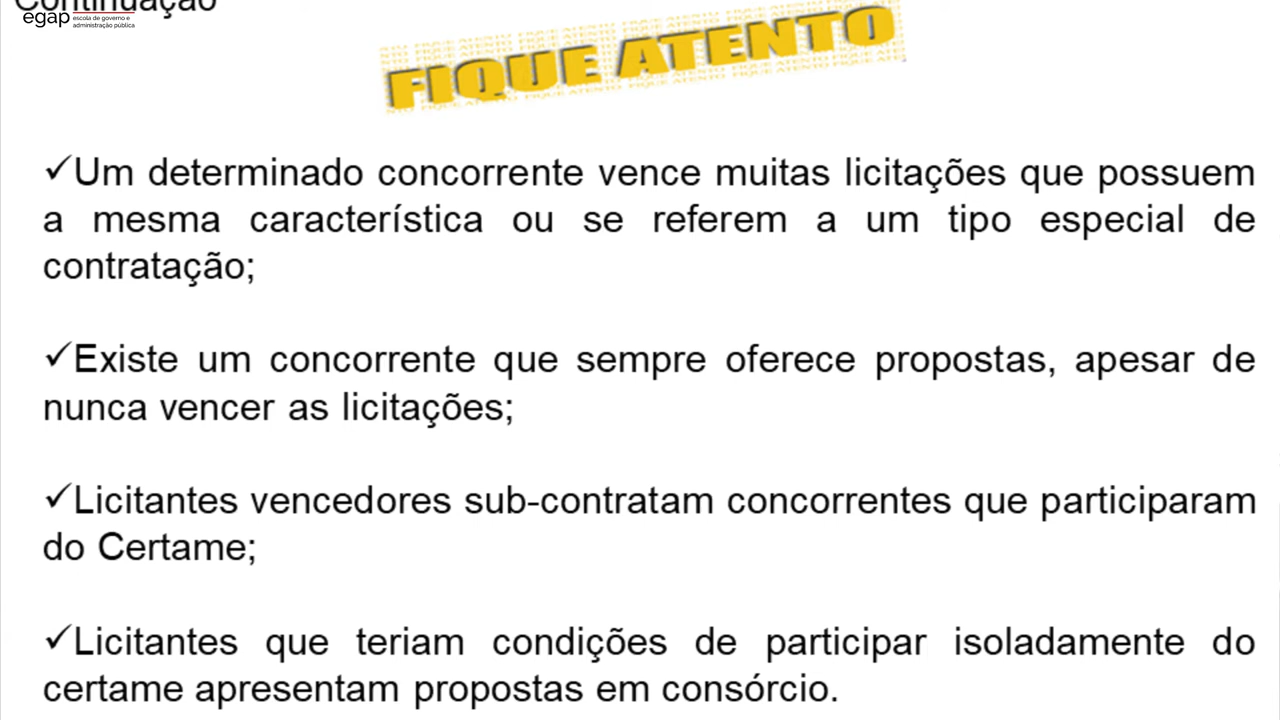 Continuação
egap escola de governo e
administração pública
FIQUE ATENTO
✓Um determinado concorrente vence muitas licitações que possuem
a mesma característica ou se referem a um tipo especial de
contratação;
✓Existe um concorrente que sempre oferece propostas, apesar de
nunca vencer as licitações;
✓Licitantes vencedores sub-contratam concorrentes que participaram
do Certame;
✓Licitantes que teriam condições de participar isoladamente do
certame apresentam propostas em consórcio.